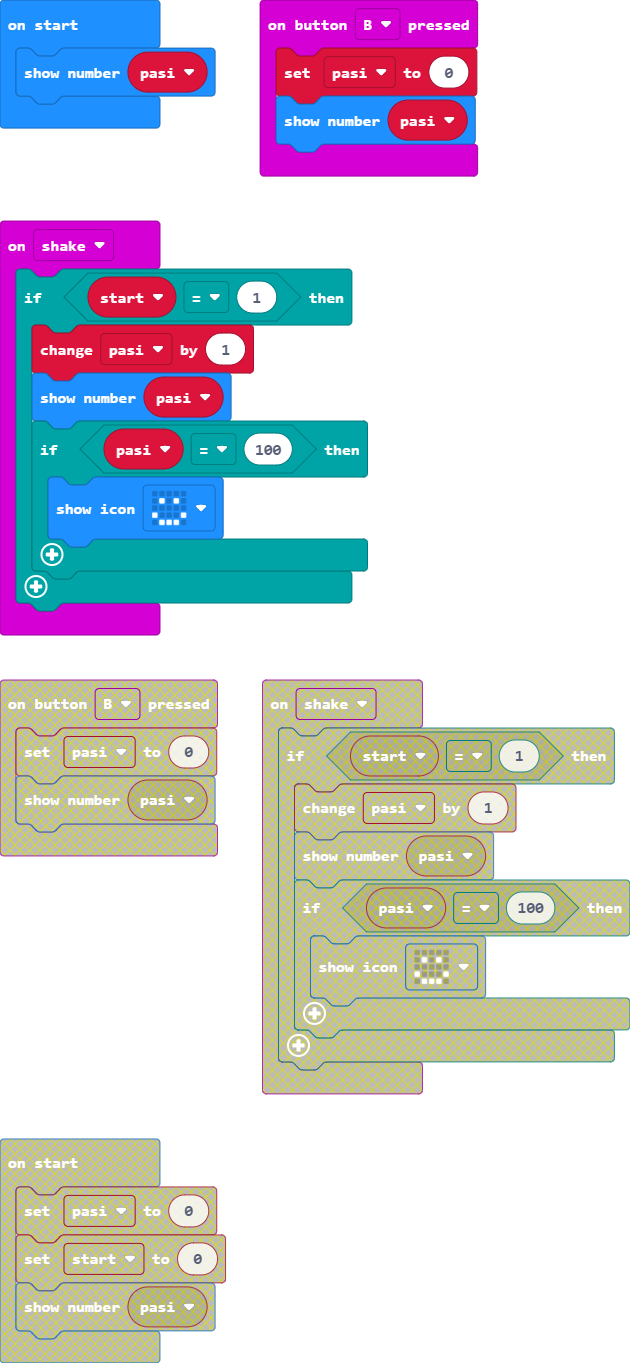 on start
show number pasi
on button B pressed
set pasi to 0
show number pasi
on shake
if start = 1 then
change pasi by 1
show number pasi
if pasi = 100 then
show icon
on button B pressed
set pasi to 0
show number pasi
on shake
if start = 1 then
change pasi by 1
show number pasi
if pasi = 100 then
show icon
on start
set pasi to 0
set start to 0
show number pasi